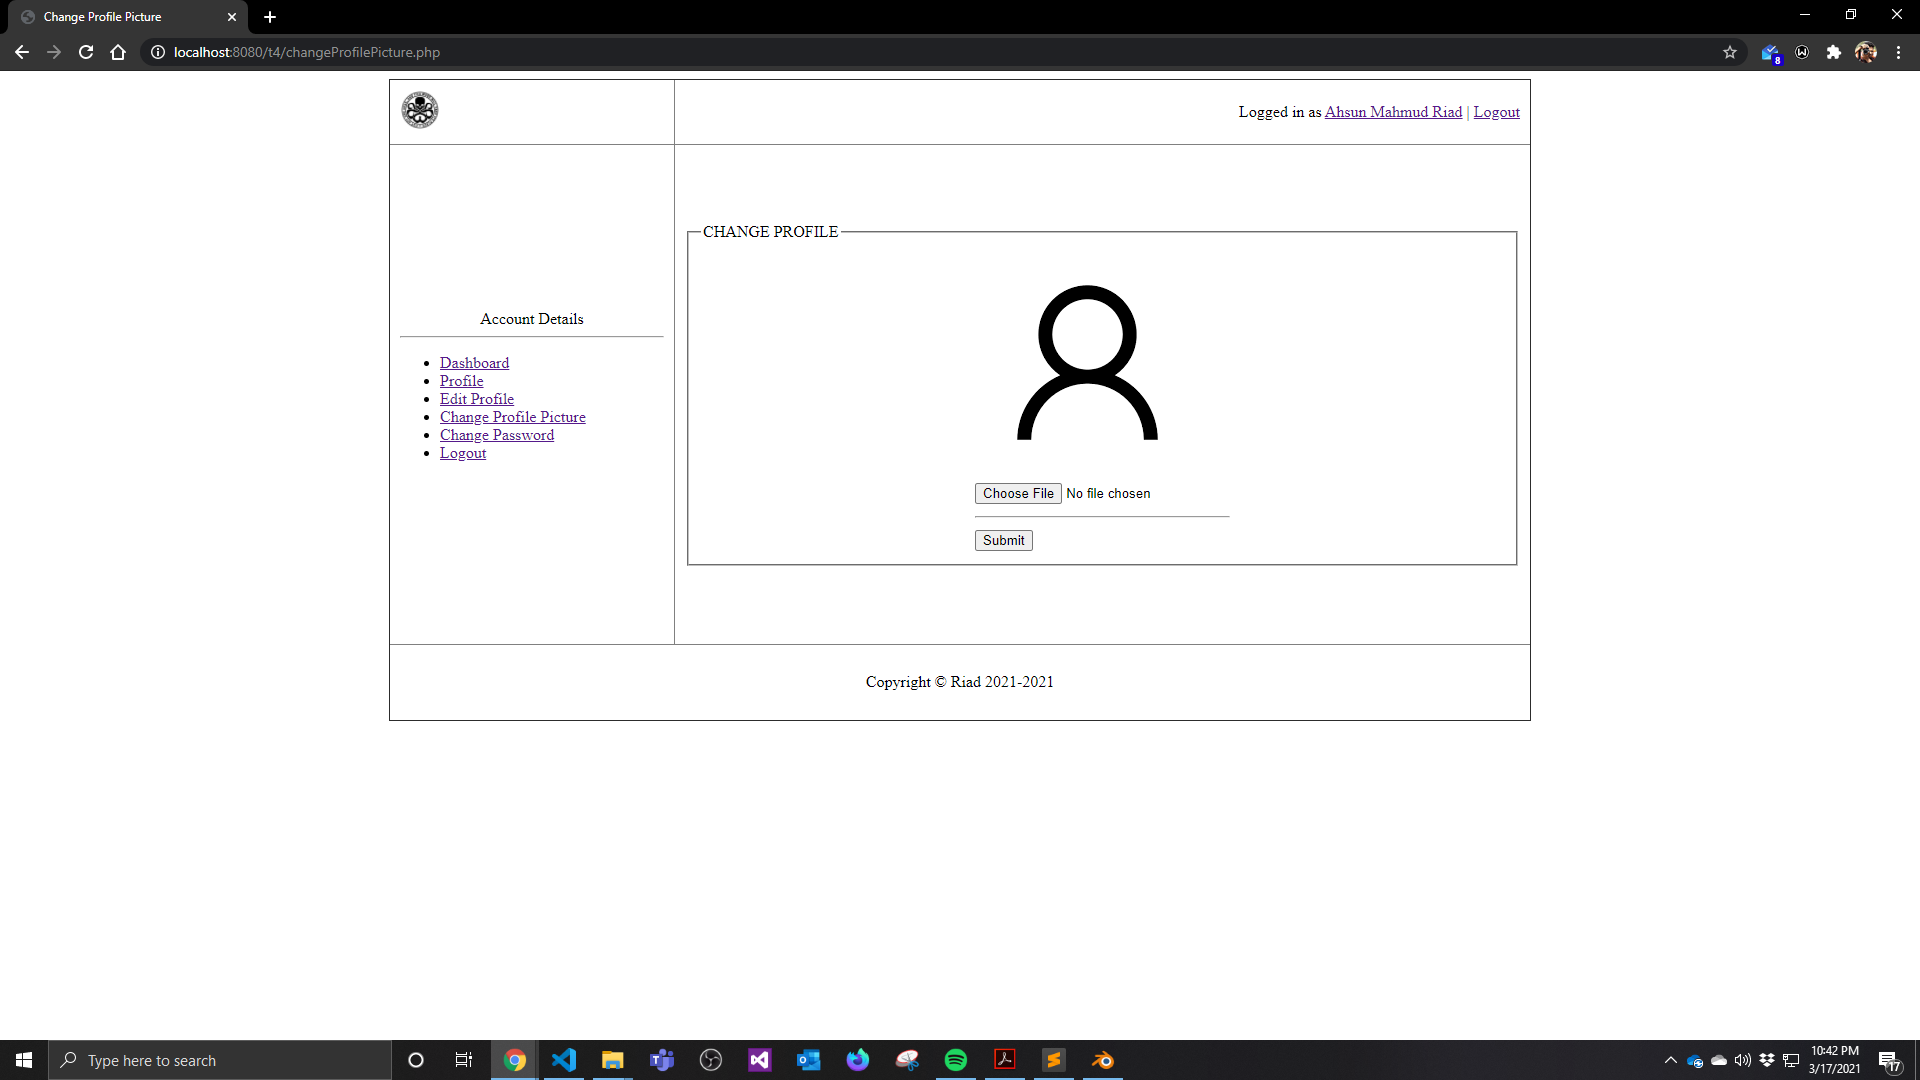 Change Profile Picture
localhost:8080/t4/changeProfilePicture.php
8
Logged in as Ahsun Mahmud Riad | Logout
CHANGE PROFILE
Account Details
Dashboard
Profile
Edit Profile
Change Profile Picture
Change Password
Logout
Choose File No file chosen
Submit
Copyright © Riad 2021-2021
Type here to search
10:42 PM
3/17/2021
17